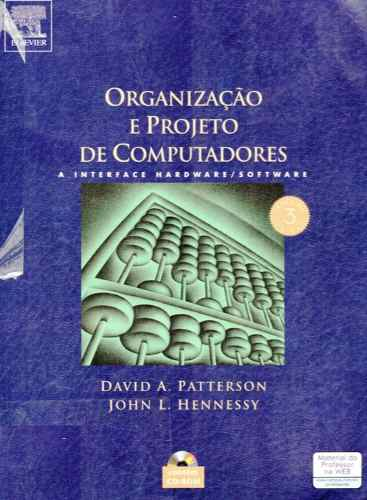 ELSEVIER
ORGANIZAÇÃO
E PROJETO
DE COMPUTADORES
A INTERFACE HARDWARE/SOFTWARE
3
DAVID A. PATTERSON
JOHN L. HENNESSY
CD-ROM
Material do
Professor
na WEB